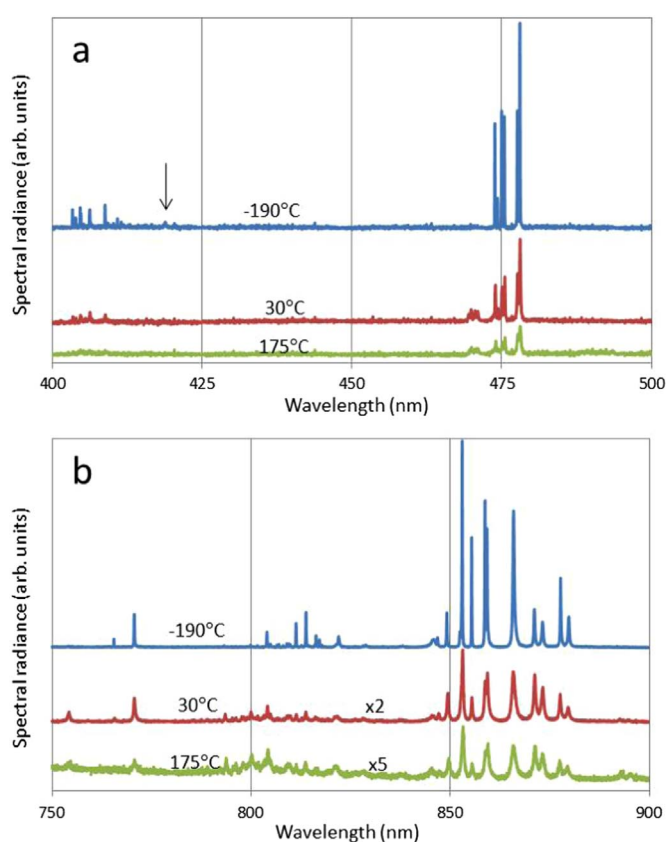 a
Spectral radiance (arb. units)
-190°C
30°C
175°C
400 425 450 475 500
Wavelength (nm)
b
Spectral radiance (arb. units)
-190°C
30°C x2
175°C x5
750 800 850 900
Wavelength (nm)